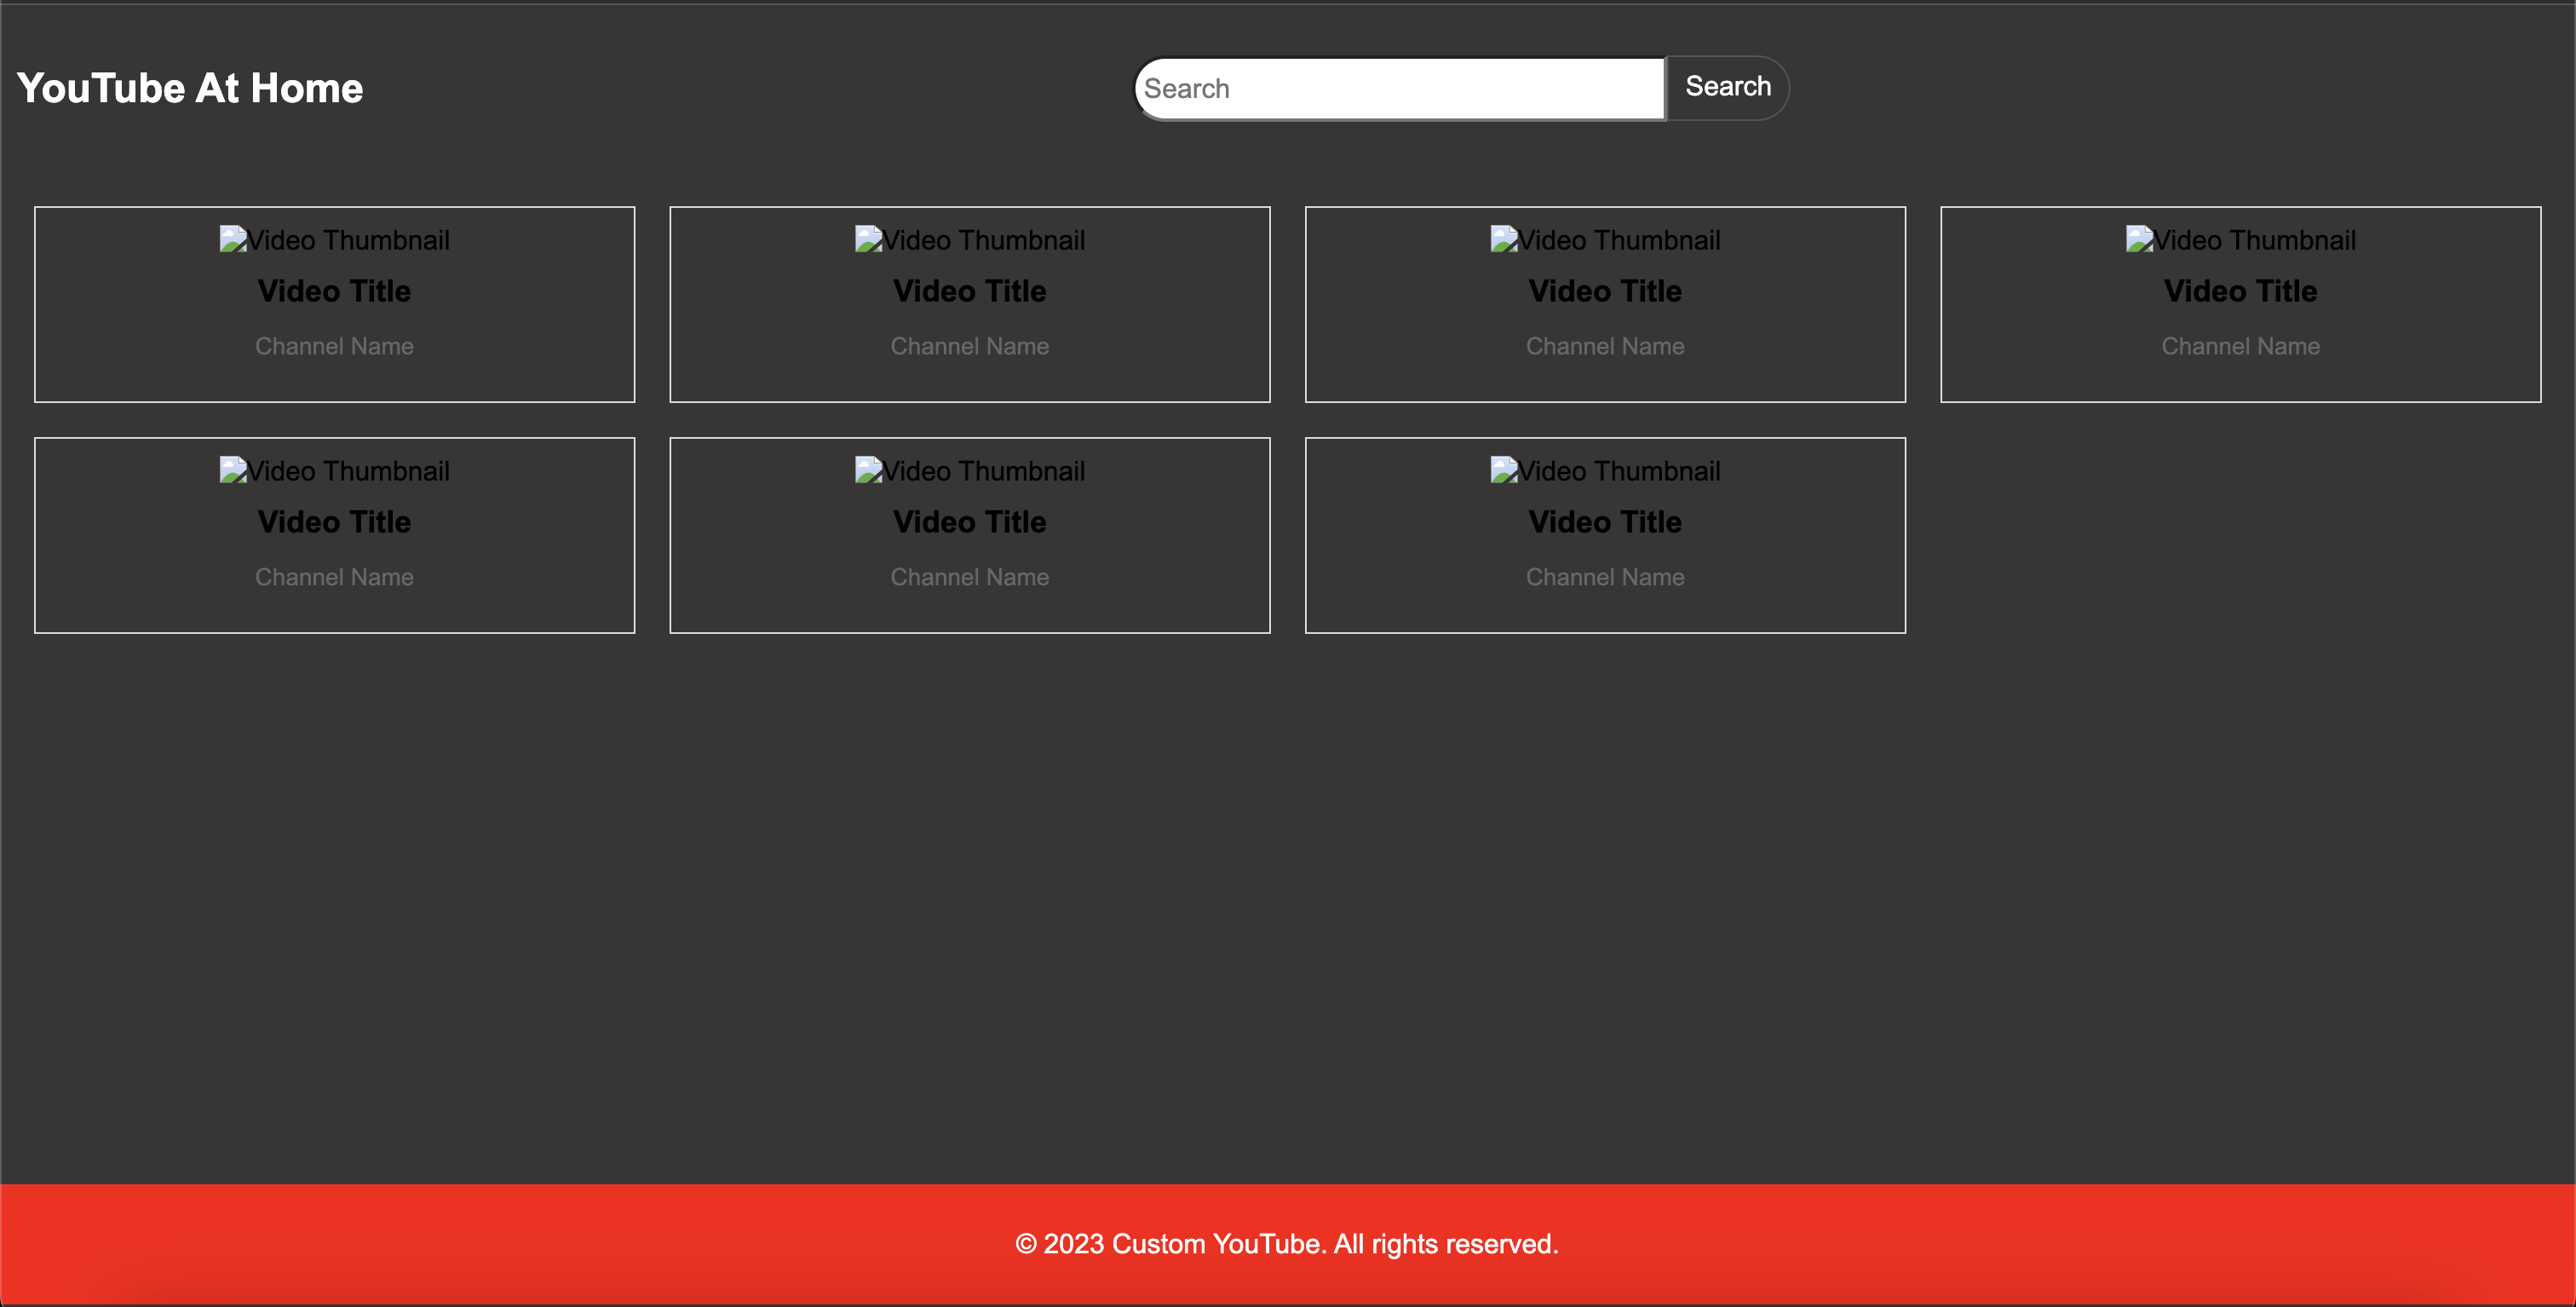 YouTube At Home
Search Search
Video Thumbnail Video Thumbnail Video Thumbnail Video Thumbnail
Video Title Video Title Video Title Video Title
Channel Name Channel Name Channel Name Channel Name
Video Thumbnail Video Thumbnail Video Thumbnail
Video Title Video Title Video Title
Channel Name Channel Name Channel Name
© 2023 Custom YouTube. All rights reserved.